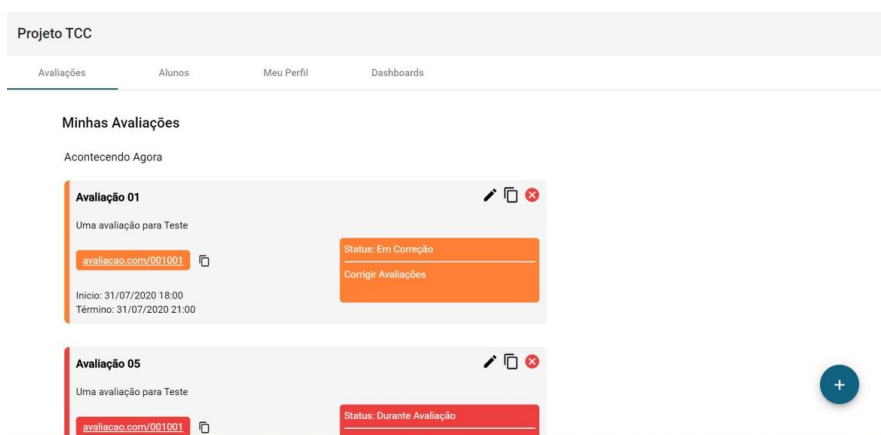 Projeto TCC
Avaliações Alunos Meu Perfil Dashboards
Minhas Avaliações
Acontecendo Agora
Avaliação 01
Uma avaliação para Teste
avaliacao.com/001001
Inicio: 31/07/2020 18:00
Término: 31/07/2020 21:00
Status: Em Correção
Corrigir Avaliações
Avaliação 05
Uma avaliação para Teste
avaliacao.com/001001
Status: Durante Avaliação